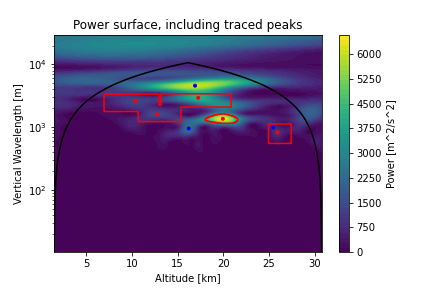 Power surface, including traced peaks
Vertical Wavelength [m]
10^4
10^3
10^2
5 10 15 20 25 30
Altitude [km]
6000
5250
4500
3750
3000
2250
1500
750
0
Power [m^2/s^2]